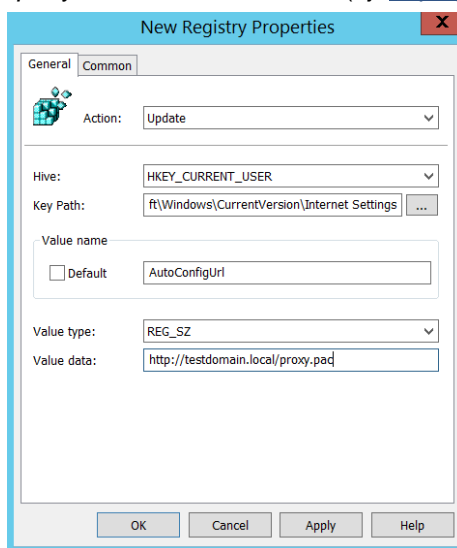 New Registry Properties
X
General Common
Action: Update
Hive: HKEY_CURRENT_USER
Key Path: ft\Windows\CurrentVersion\Internet Settings ...
Value name
Default AutoConfigUrl
Value type: REG_SZ
Value data: http://testdomain.local/proxy.pac
OK Cancel Apply Help